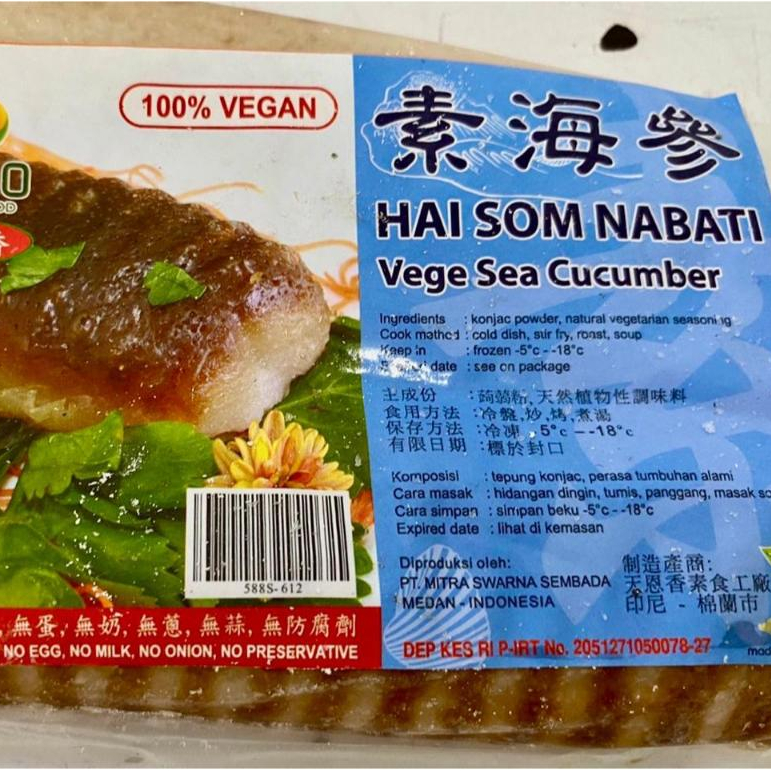 100% VEGAN
素海參
HAI SOM NABATI
Vege Sea Cucumber
Ingredients : konjac powder, natural vegetarian seasoning
Cook method : cold dish, stir fry, roast, soup
Keep in : frozen -5°c - -18°c
date : see on package
主成份 :蒟蒻粉, 天然植物性調味料
食用方法 :冷盤,炒,烤,煮湯
保存方法 :冷凍, 5°c - -18°c
有限日期 :標於封口
Komposisi : tepung konjac, perasa tumbuhan alami
Cara masak : hidangan dingin, tumis, panggang, masak
Cara simpan : simpan beku -5°c - -18°c
Expired date : lihat di kemasan
Diproduksi oleh:
PT. MITRA SWARNA SEMBADA
MEDAN - INDONESIA
制造產商:
天恩香素食工廠
印尼 - 棉蘭市
588S-612
無蛋, 無奶, 無蔥, 無蒜, 無防腐劑
NO EGG, NO MILK, NO ONION, NO PRESERVATIVE
DEP KES RI P-IRT No. 2051271050078-27